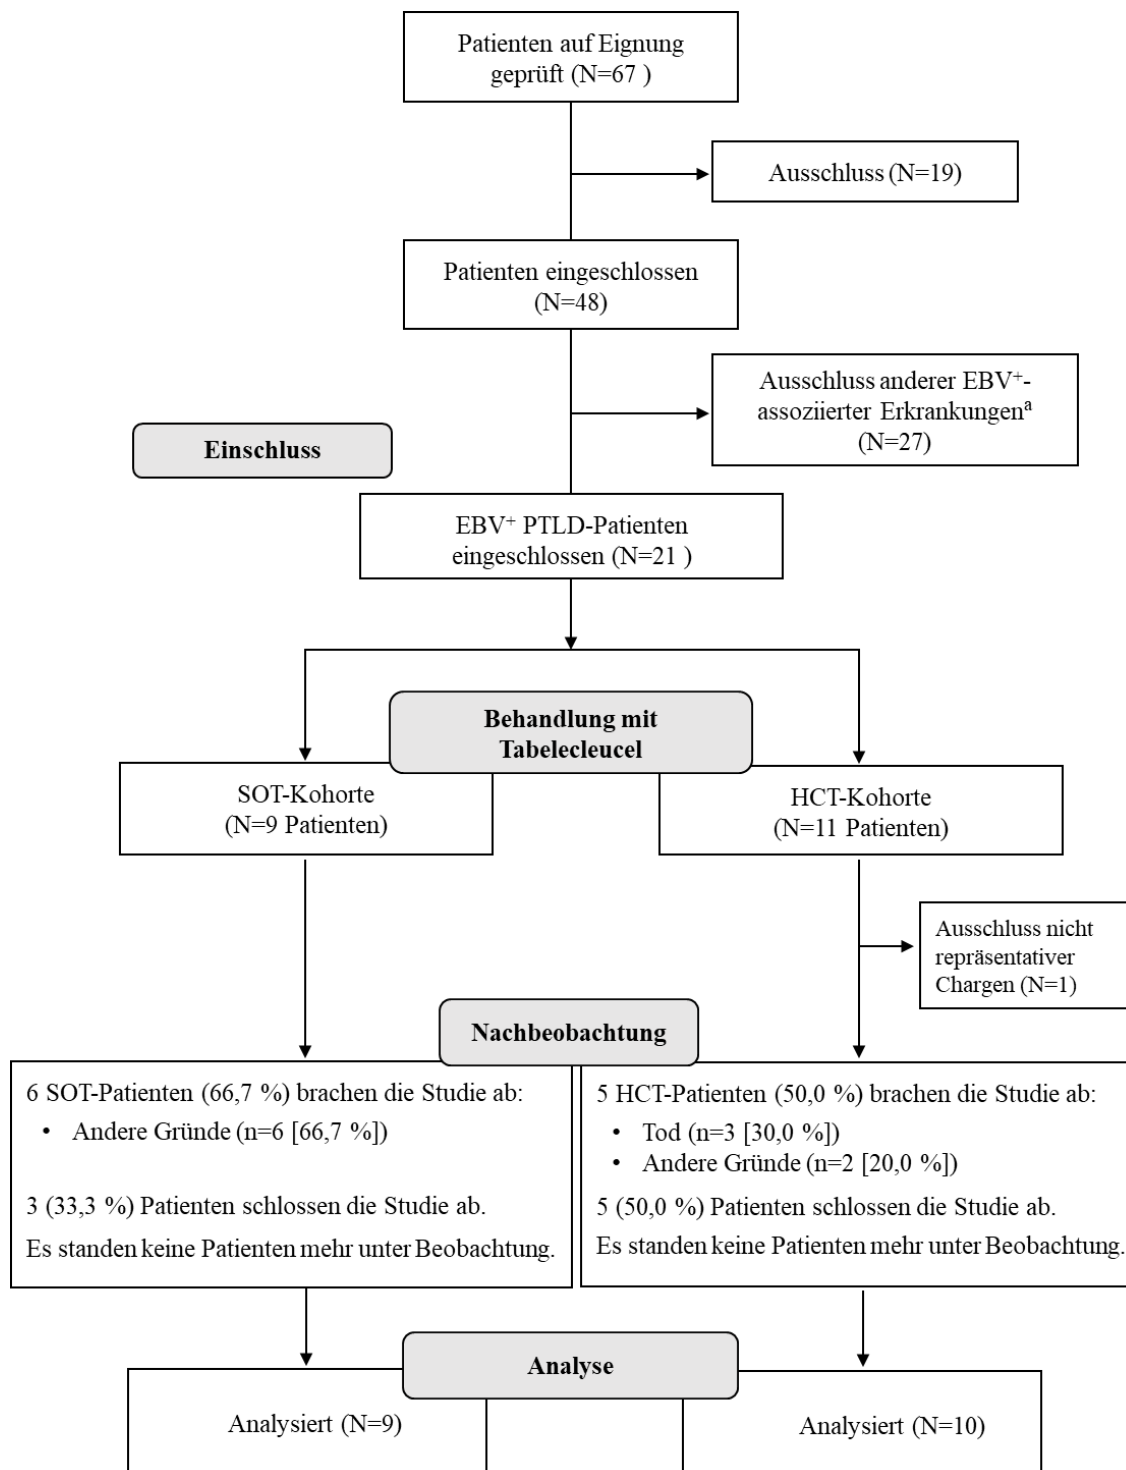 Patienten auf Eignung
geprüft (N=67 )
Ausschluss (N=19)
Patienten eingeschlossen
(N=48)
Ausschluss anderer EBV⁺-
assoziierter Erkrankungenᵃ
(N=27)
Einschluss
EBV⁺ PTLD-Patienten
eingeschlossen (N=21 )
Behandlung mit
Tabelecleucel
SOT-Kohorte
(N=9 Patienten)
HCT-Kohorte
(N=11 Patienten)
Ausschluss nicht
repräsentativer
Chargen (N=1)
Nachbeobachtung
6 SOT-Patienten (66,7 %) brachen die Studie ab:
• Andere Gründe (n=6 [66,7 %])
3 (33,3 %) Patienten schlossen die Studie ab.
Es standen keine Patienten mehr unter Beobachtung.
5 HCT-Patienten (50,0 %) brachen die Studie ab:
• Tod (n=3 [30,0 %])
• Andere Gründe (n=2 [20,0 %])
5 (50,0 %) Patienten schlossen die Studie ab.
Es standen keine Patienten mehr unter Beobachtung.
Analyse
Analysiert (N=9)
Analysiert (N=10)